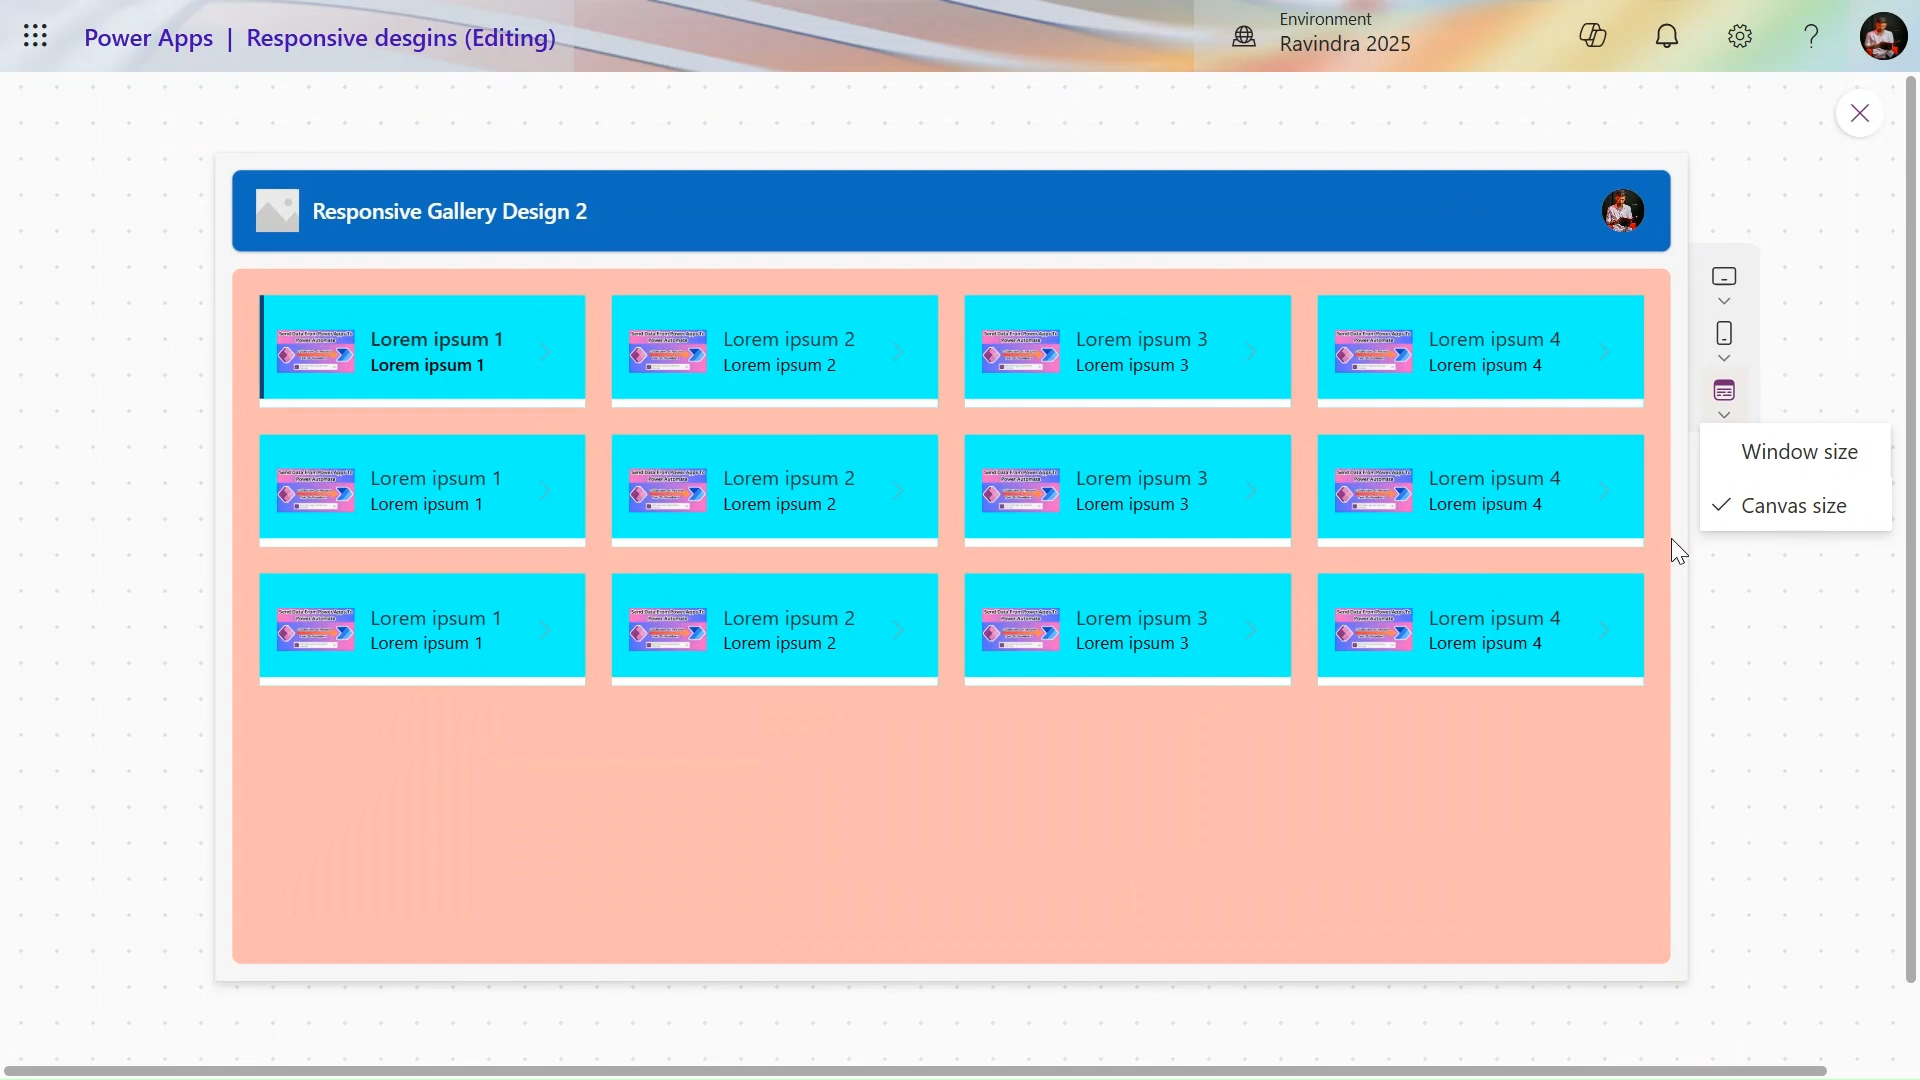 Power Apps | Responsive desgins (Editing)
Environment
Ravindra 2025
Responsive Gallery Design 2
Lorem ipsum 1
Lorem ipsum 1
Lorem ipsum 2
Lorem ipsum 2
Lorem ipsum 3
Lorem ipsum 3
Lorem ipsum 4
Lorem ipsum 4
Lorem ipsum 1
Lorem ipsum 1
Lorem ipsum 2
Lorem ipsum 2
Lorem ipsum 3
Lorem ipsum 3
Lorem ipsum 4
Lorem ipsum 4
Lorem ipsum 1
Lorem ipsum 1
Lorem ipsum 2
Lorem ipsum 2
Lorem ipsum 3
Lorem ipsum 3
Lorem ipsum 4
Lorem ipsum 4
Window size
Canvas size